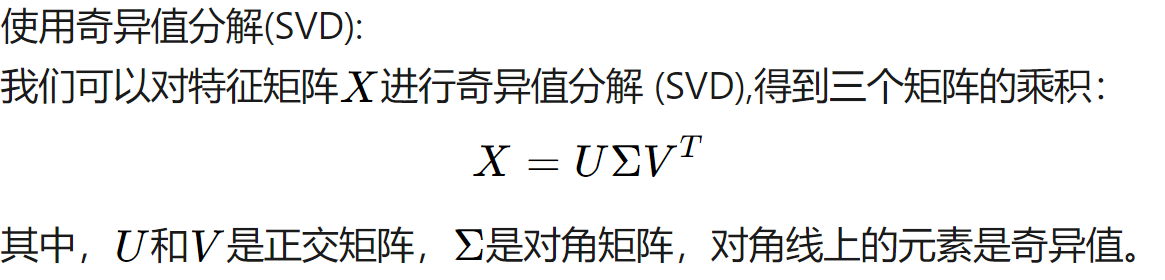 使用奇异值分解(SVD):
我们可以对特征矩阵X进行奇异值分解 (SVD),得到三个矩阵的乘积：
X = UΣV^T
其中，U和V是正交矩阵，Σ是对角矩阵，对角线上的元素是奇异值。